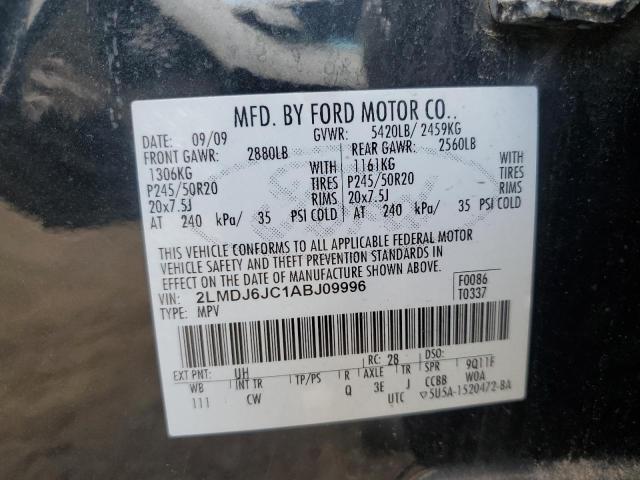 MFD. BY FORD MOTOR CO..
DATE: 09/09 GVWR: 5420LB/ 2459KG
FRONT GAWR: 2880LB REAR GAWR: 2560LB
1306KG WITH 1161KG WITH
P245/50R20 TIRES P245/50R20 TIRES
20x7.5J RIMS 20x7.5J RIMS
AT 240 kPa/ 35 PSI COLD AT 240 kPa/ 35 PSI COLD
THIS VEHICLE CONFORMS TO ALL APPLICABLE FEDERAL MOTOR
VEHICLE SAFETY AND THEFT PREVENTION STANDARDS IN
EFFECT ON THE DATE OF MANUFACTURE SHOWN ABOVE.
VIN: 2LMDJ6JC1ABJ09996 F0086
TYPE: MPV T0337
EXT PNT: UH RC: 28 DSO:
WB INT TR TP/PS R AXLE TR SPR 9Q11F
111 CW Q 3E J CCBB WOA
UTC ▽5U5A-1520472-BA